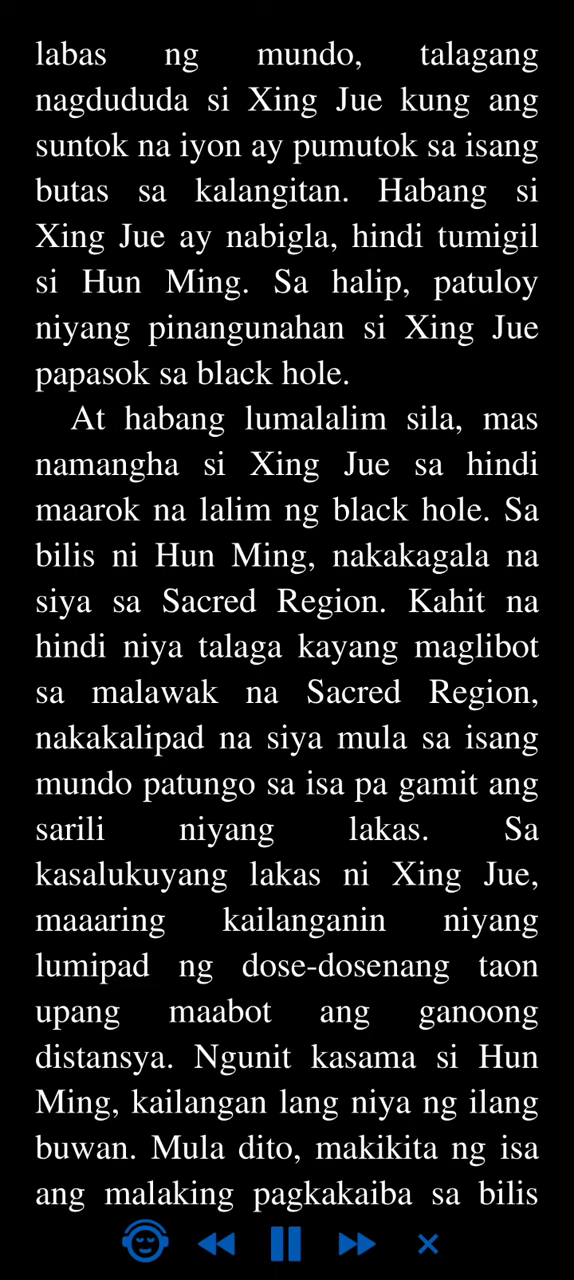 labas ng mundo, talagang
nagdududa si Xing Jue kung ang
suntok na iyon ay pumutok sa isang
butas sa kalangitan. Habang si
Xing Jue ay nabigla, hindi tumigil
si Hun Ming. Sa halip, patuloy
niyang pinangunahan si Xing Jue
papasok sa black hole.
At habang lumalalim sila, mas
namangha si Xing Jue sa hindi
maarok na lalim ng black hole. Sa
bilis ni Hun Ming, nakakagala na
siya sa Sacred Region. Kahit na
hindi niya talaga kayang maglibot
sa malawak na Sacred Region,
nakakalipad na siya mula sa isang
mundo patungo sa isa pa gamit ang
sarili niyang lakas. Sa
kasalukuyang lakas ni Xing Jue,
maaaring kailanganin niyang
lumipad ng dose-dosenang taon
upang maabot ang ganoong
distansya. Ngunit kasama si Hun
Ming, kailangan lang niya ng ilang
buwan. Mula dito, makikita ng isa
ang malaking pagkakaiba sa bilis